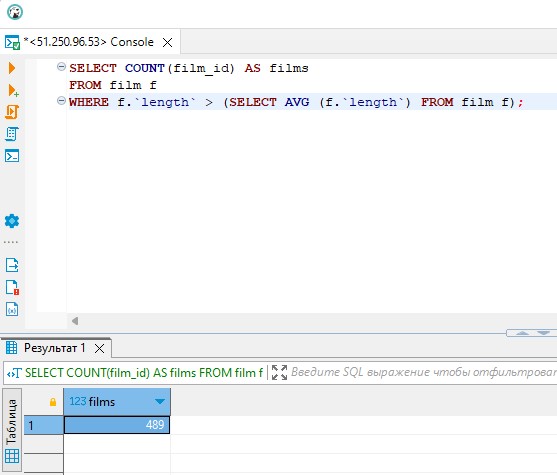 *<51.250.96.53> Console
SELECT COUNT(film_id) AS films
FROM film f
WHERE f.`length` > (SELECT AVG (f.`length`) FROM film f);
Результат 1
SELECT COUNT(film_id) AS films FROM film f
Введите SQL выражение чтобы отфильтрова
Таблица
123 films
1
489